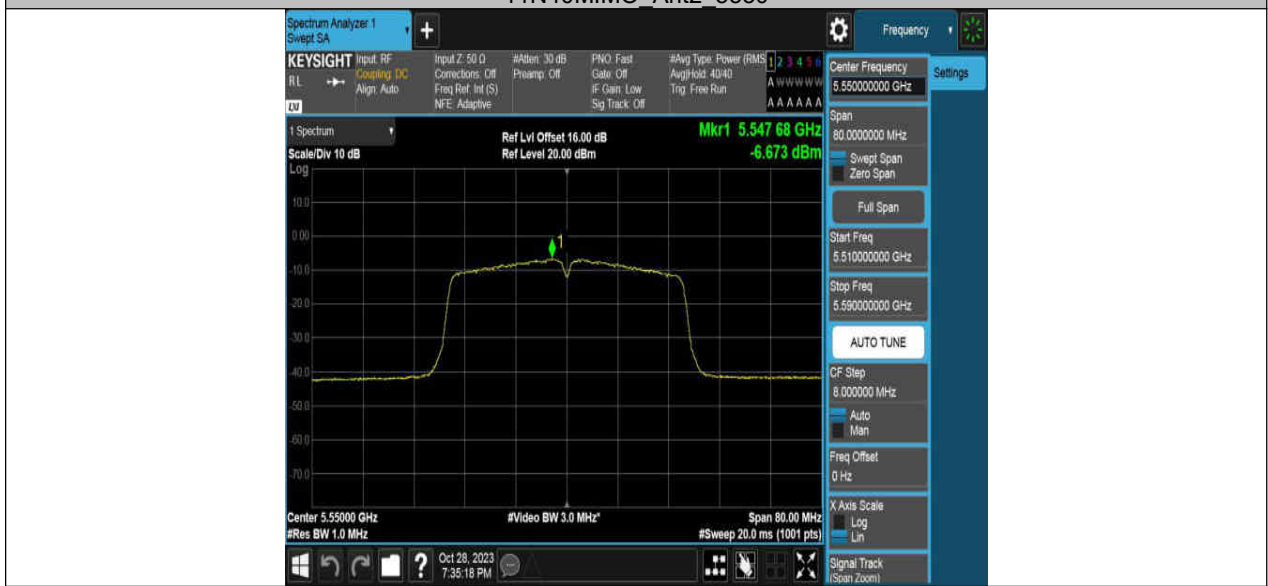 Spectrum Analyzer 1
Swept SA
+
Frequency
KEYSIGHT
RL
Input: RF
Coupling: DC
Align: Auto
Input Z: 50 Ω
Corrections: Off
Freq Ref: Int (S)
NFE: Adaptive
#Atten: 30 dB
Preamp: Off
PNO: Fast
Gate: Off
IF Gain: Low
Sig Track: Off
#Avg Type: Power (RMS
Avg|Hold: 40/40
Trig: Free Run
1 2 3 4 5 6
A W W W W W
A A A A A A
1 Spectrum
Scale/Div 10 dB
Log
Ref Lvl Offset 16.00 dB
Ref Level 20.00 dBm
Mkr1 5.547 68 GHz
-6.673 dBm
10.0
0.00
-10.0
-20.0
-30.0
-40.0
-50.0
-60.0
-70.0
1
Center 5.55000 GHz
#Res BW 1.0 MHz
#Video BW 3.0 MHz*
Span 80.00 MHz
#Sweep 20.0 ms (1001 pts)
?
Oct 28, 2023
7:35:18 PM
Center Frequency
5.550000000 GHz
Settings
Span
80.0000000 MHz
Swept Span
Zero Span
Full Span
Start Freq
5.510000000 GHz
Stop Freq
5.590000000 GHz
AUTO TUNE
CF Step
8.000000 MHz
Auto
Man
Freq Offset
0 Hz
X Axis Scale
Log
Lin
Signal Track
(Span Zoom)